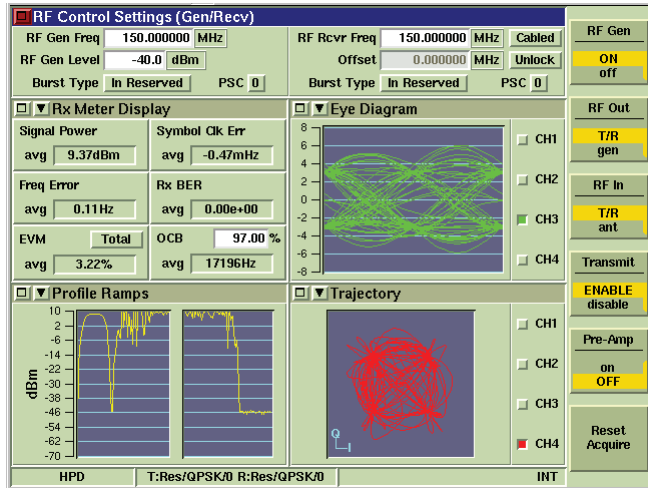 RF Control Settings (Gen/Recv)
RF Gen Freq 150.000000 MHz RF Rcvr Freq 150.000000 MHz Cabled
RF Gen Level -40.0 dBm Offset 0.000000 MHz Unlock
Burst Type In Reserved PSC 0 Burst Type In Reserved PSC 0
Rx Meter Display
Signal Power Symbol Clk Err
avg 9.37dBm avg -0.47mHz
Freq Error Rx BER
avg 0.11Hz avg 0.00e+00
EVM Total OCB 97.00 %
avg 3.22% avg 17196Hz
Eye Diagram
8
6
4
2
0
-2
-4
-6
-8
CH1
CH2
CH3
CH4
Profile Ramps
dBm
10
2
-6
-14
-22
-30
-38
-46
-54
-62
-70
Trajectory
Q
I
CH1
CH2
CH3
CH4
RF Gen
ON
off
RF Out
T/R
gen
RF In
T/R
ant
Transmit
ENABLE
disable
Pre-Amp
on
OFF
Reset
Acquire
HPD T:Res/QPSK/0 R:Res/QPSK/0 INT